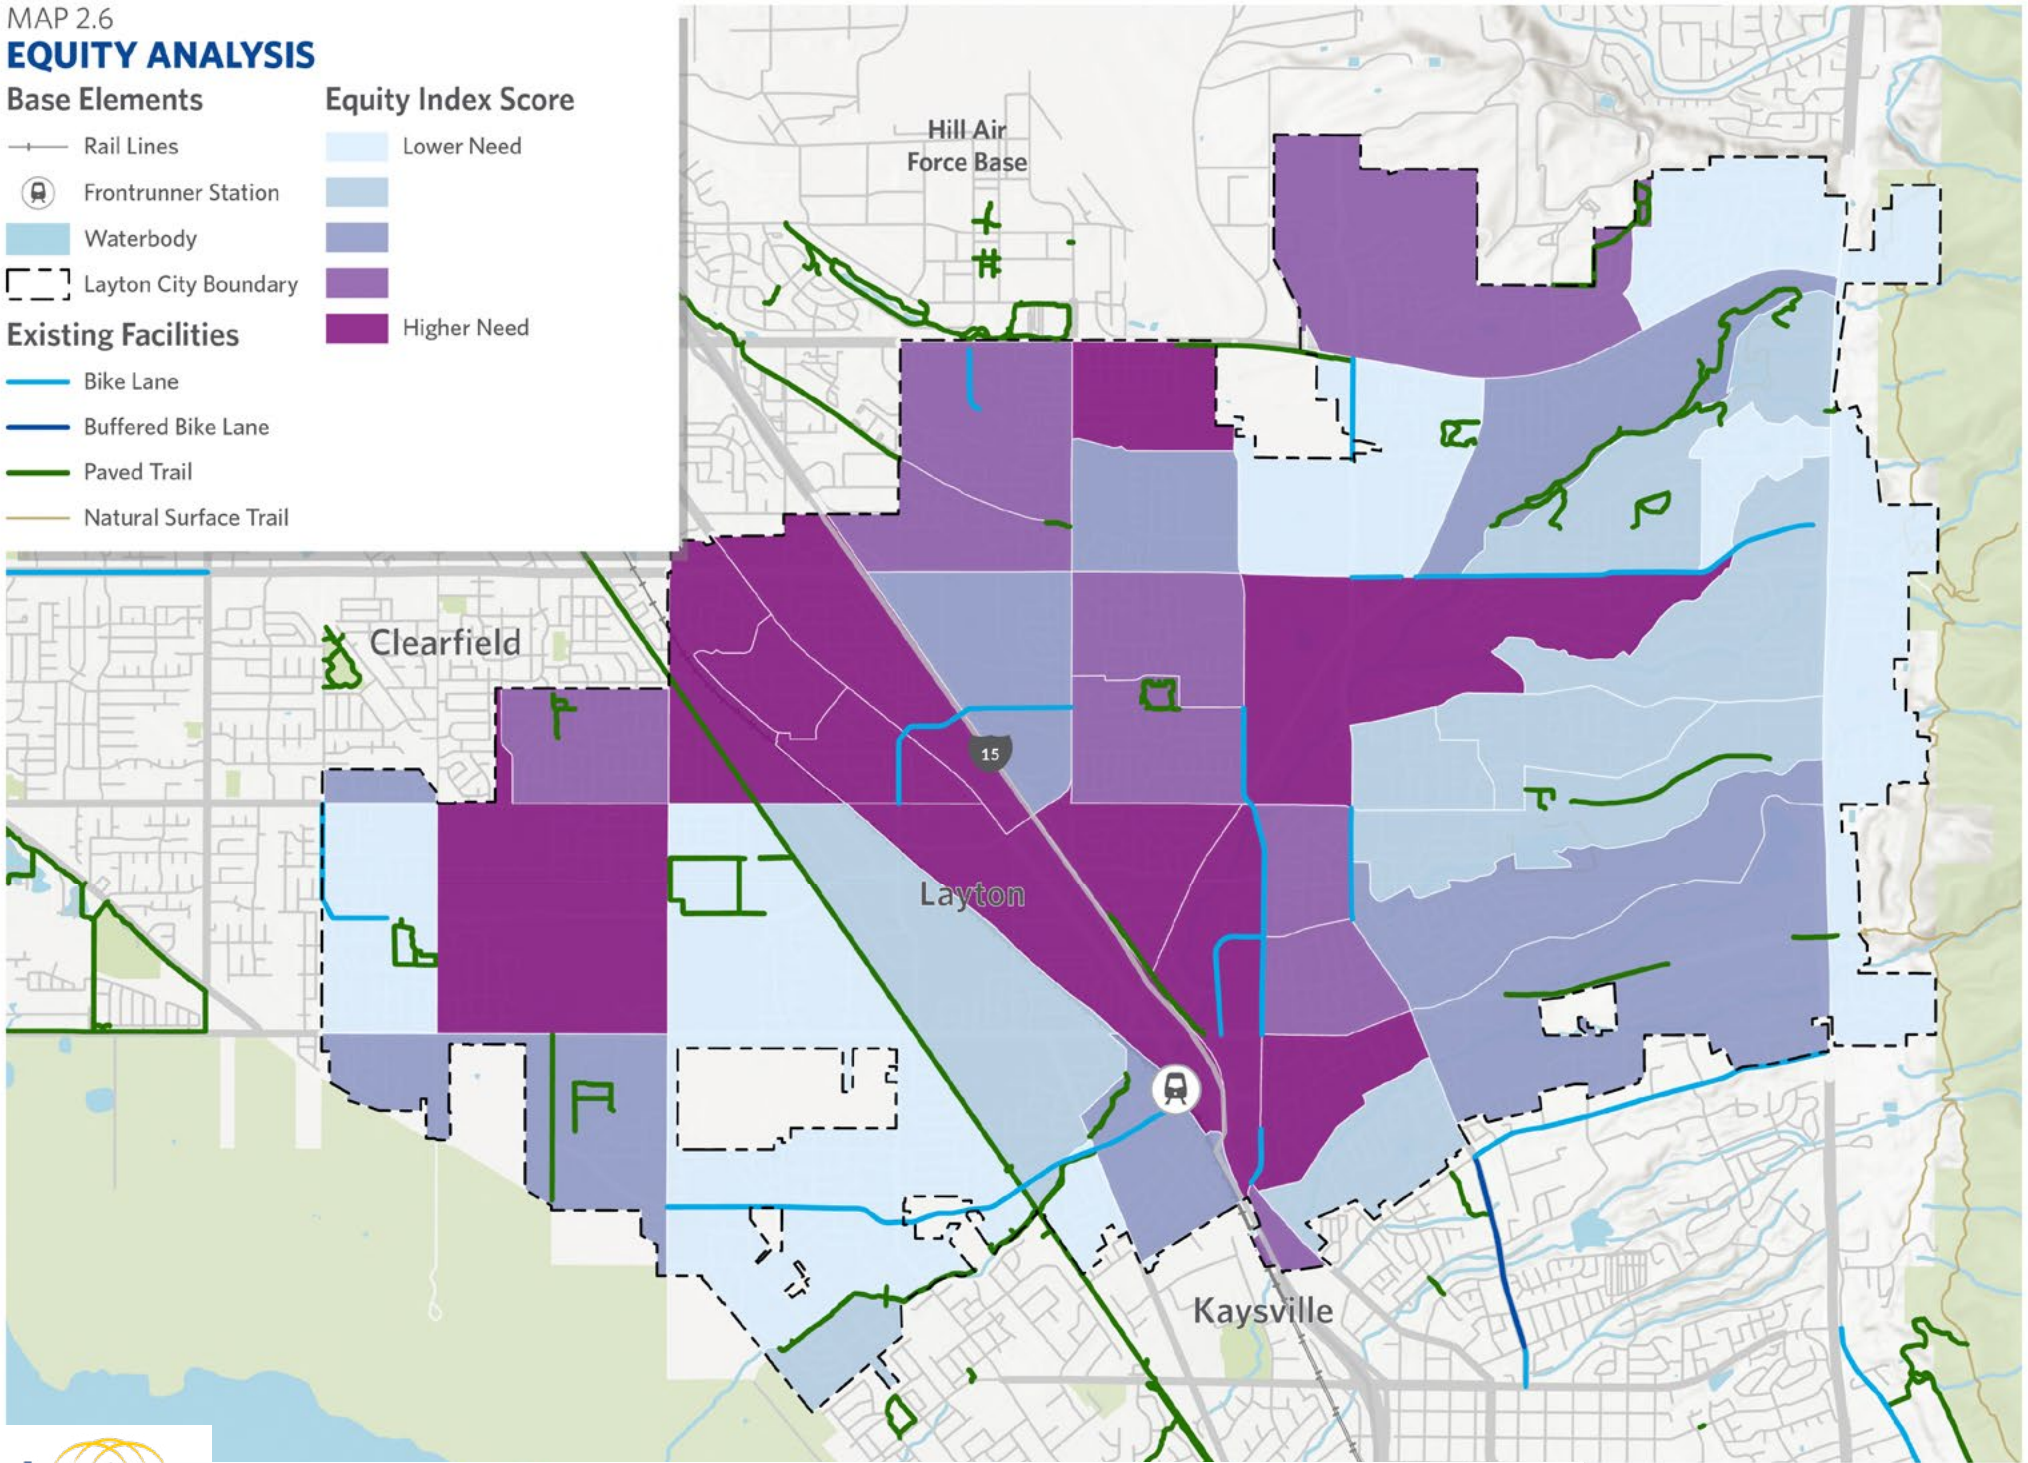 MAP 2.6
EQUITY ANALYSIS
Base Elements
Rail Lines
Frontrunner Station
Waterbody
Layton City Boundary
Existing Facilities
Bike Lane
Buffered Bike Lane
Paved Trail
Natural Surface Trail
Equity Index Score
Lower Need
Higher Need
Hill Air
Force Base
Clearfield
15
Layton
Kaysville